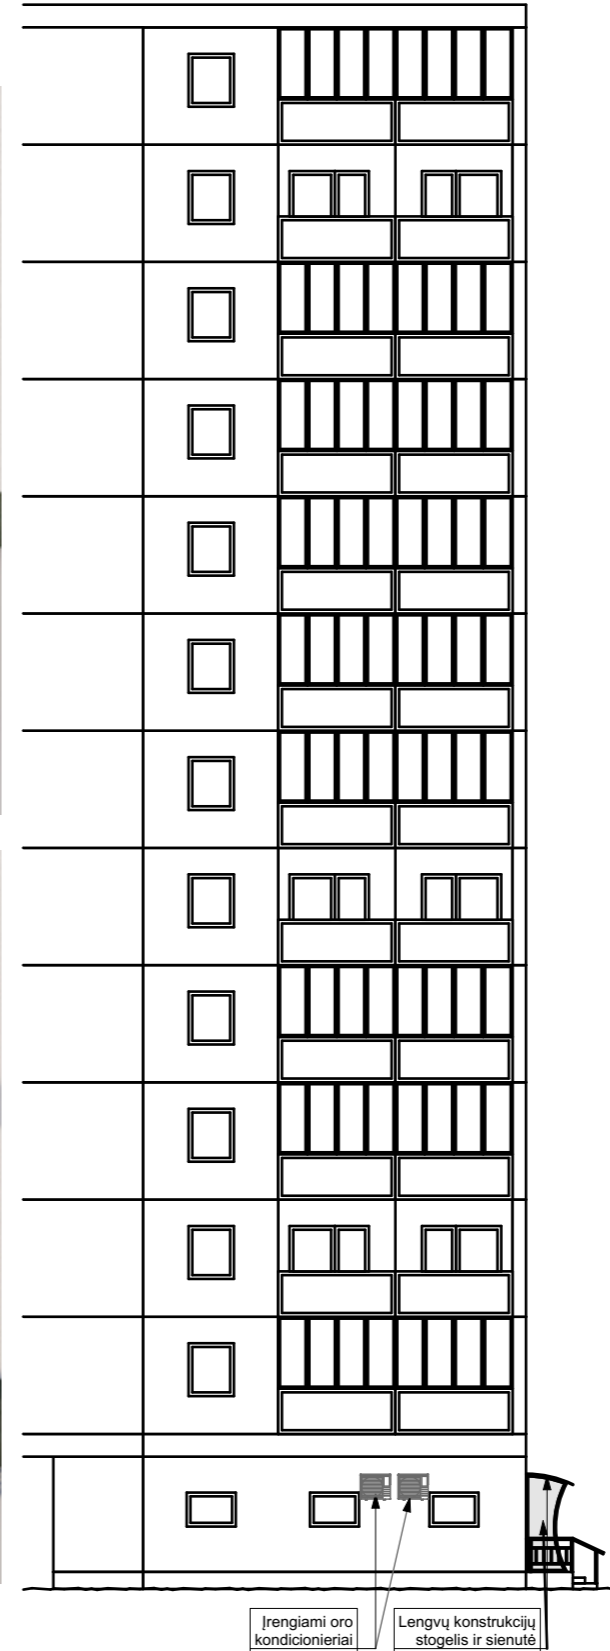 Įrengiami oro
kondicionieriai
Lengvų konstrukcijų
stogelis ir sienutė